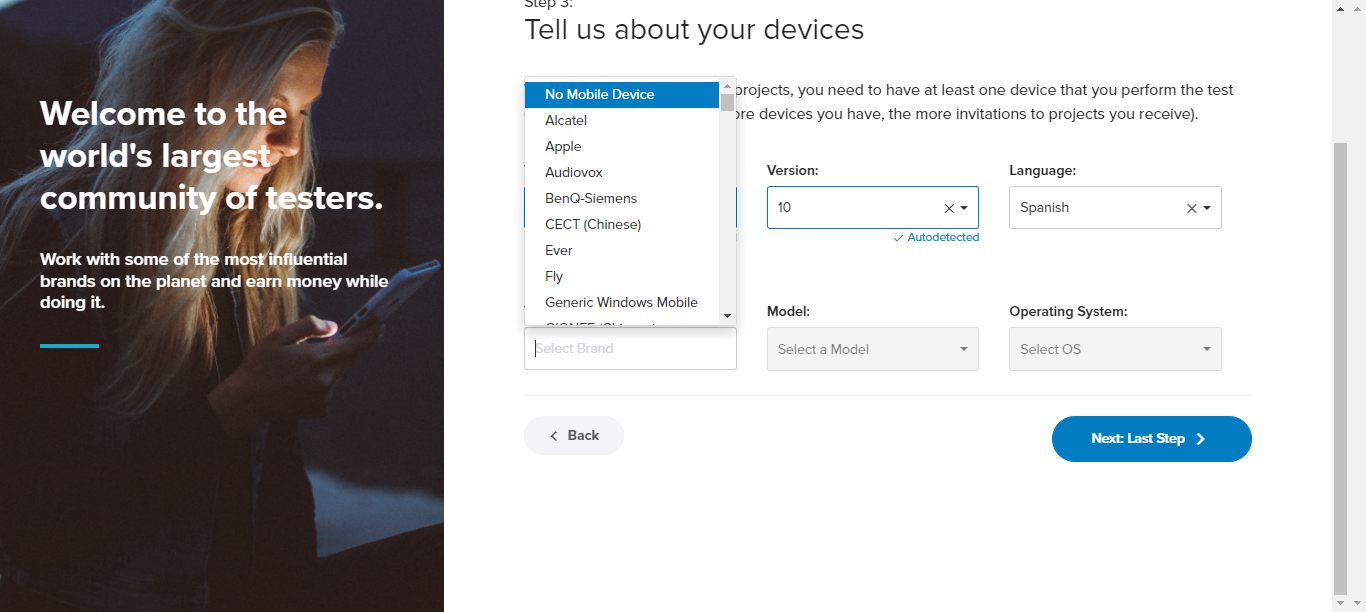 Welcome to the
world's largest
community of testers.
Work with some of the most influential
brands on the planet and earn money while
doing it.
Step 3:
Tell us about your devices
projects, you need to have at least one device that you perform the test
ore devices you have, the more invitations to projects you receive).
No Mobile Device
Alcatel
Apple
Audiovox
BenQ-Siemens
CECT (Chinese)
Ever
Fly
Generic Windows Mobile
Version:
10
Autodetected
Language:
Spanish
Select Brand
Model:
Select a Model
Operating System:
Select OS
Back
Next: Last Step